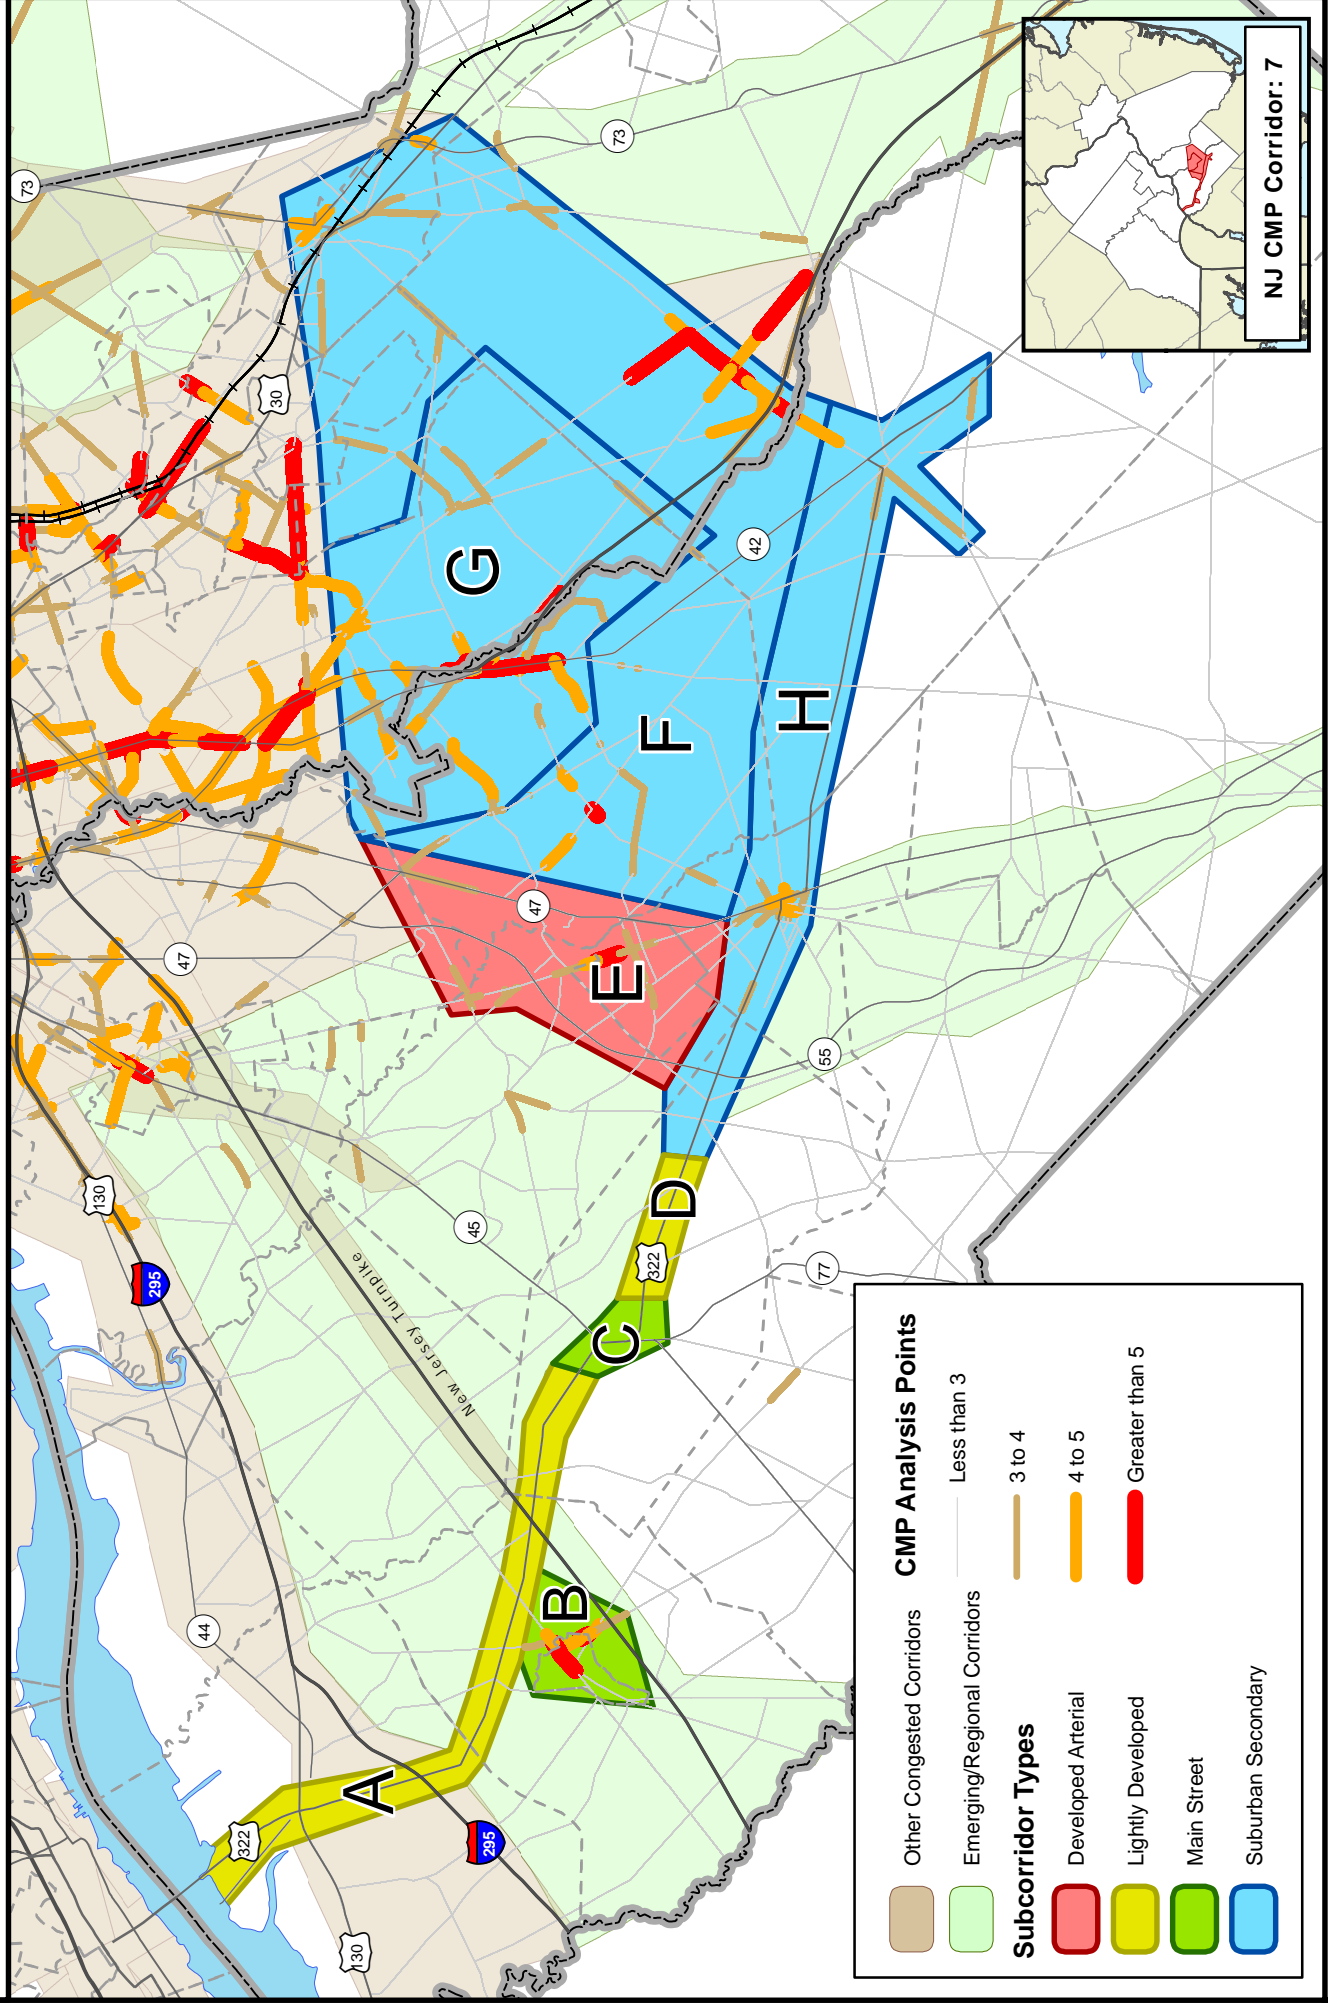 NJ CMP Corridor: 7
73
73
30
42
47
47
55
45
77
44
130
130
295
295
322
322
New Jersey Turnpike
A
B
C
D
E
F
G
H
Other Congested Corridors
Emerging/Regional Corridors
Subcorridor Types
Developed Arterial
Lightly Developed
Main Street
Suburban Secondary
CMP Analysis Points
Less than 3
3 to 4
4 to 5
Greater than 5